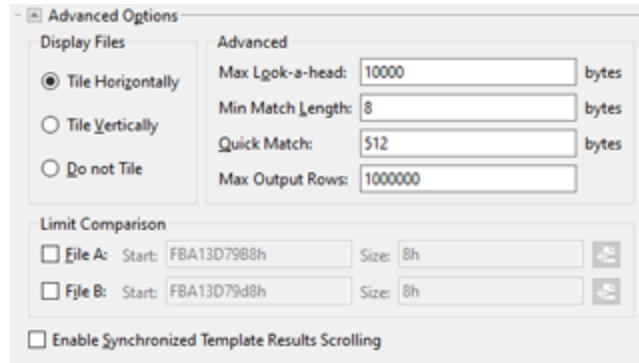 Advanced Options
Display Files
Tile Horizontally
Tile Vertically
Do not Tile
Advanced
Max Look-a-head: 10000 bytes
Min Match Length: 8 bytes
Quick Match: 512 bytes
Max Output Rows: 1000000
Limit Comparison
File A: Start: FBA13D79B8h Size: 8h
File B: Start: FBA13D79d8h Size: 8h
Enable Synchronized Template Results Scrolling